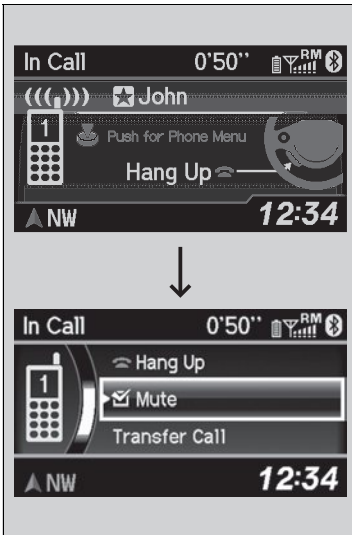 In Call 0'50'' RM
John
1
Push for Phone Menu
Hang Up
NW 12:34
In Call 0'50'' RM
Hang Up
1
Mute
Transfer Call
NW 12:34